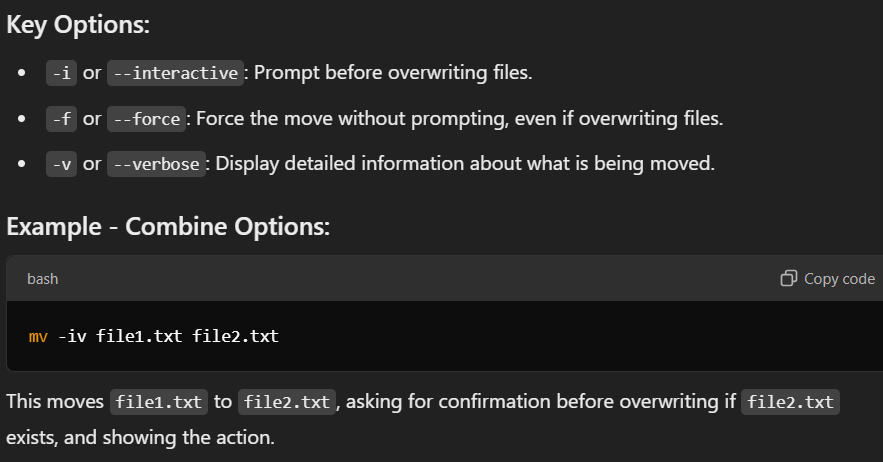 Key Options:
• -i or --interactive: Prompt before overwriting files.
• -f or --force: Force the move without prompting, even if overwriting files.
• -v or --verbose: Display detailed information about what is being moved.
Example - Combine Options:
bash Copy code
mv -iv file1.txt file2.txt
This moves file1.txt to file2.txt, asking for confirmation before overwriting if file2.txt
exists, and showing the action.